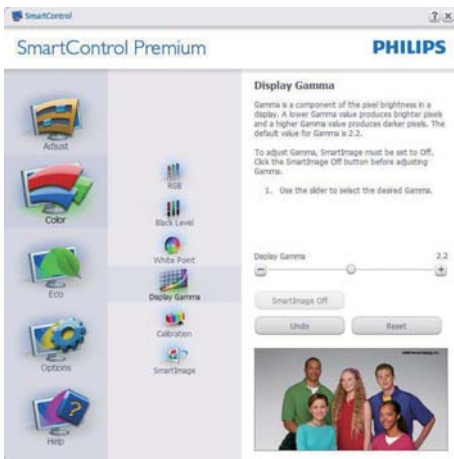 SmartControl
SmartControl Premium
PHILIPS
Adjust
Color
Eco
Options
Help
RGB
Black Level
White Point
Display Gamma
Calibration
SmartImage
Display Gamma
Gamma is a component of the pixel brightness in a
display. A lower Gamma value produces brighter pixels
and a higher Gamma value produces darker pixels. The
default value for Gamma is 2.2.
To adjust Gamma, SmartImage must be set to Off.
Click the SmartImage Off button before adjusting
Gamma.
1. Use the slider to select the desired Gamma.
Display Gamma 2.2
SmartImage Off
Undo Reset